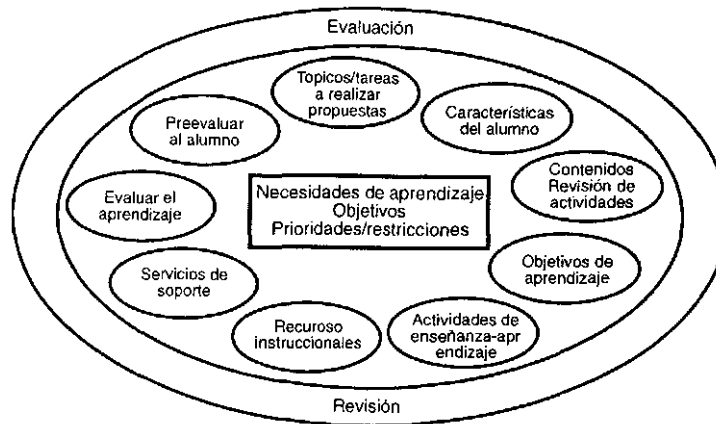 Evaluación
Topicos/tareas
a realizar
propuestas
Características
del alumno
Preevaluar
al alumno
Contenidos
Revisión de
actividades
Evaluar el
aprendizaje
Necesidades de aprendizaje
Objetivos
Prioridades/restricciones
Objetivos de
aprendizaje
Servicios de
soporte
Recuroso
instruccionales
Actividades de
enseñanza-apr
endizaje
Revisión